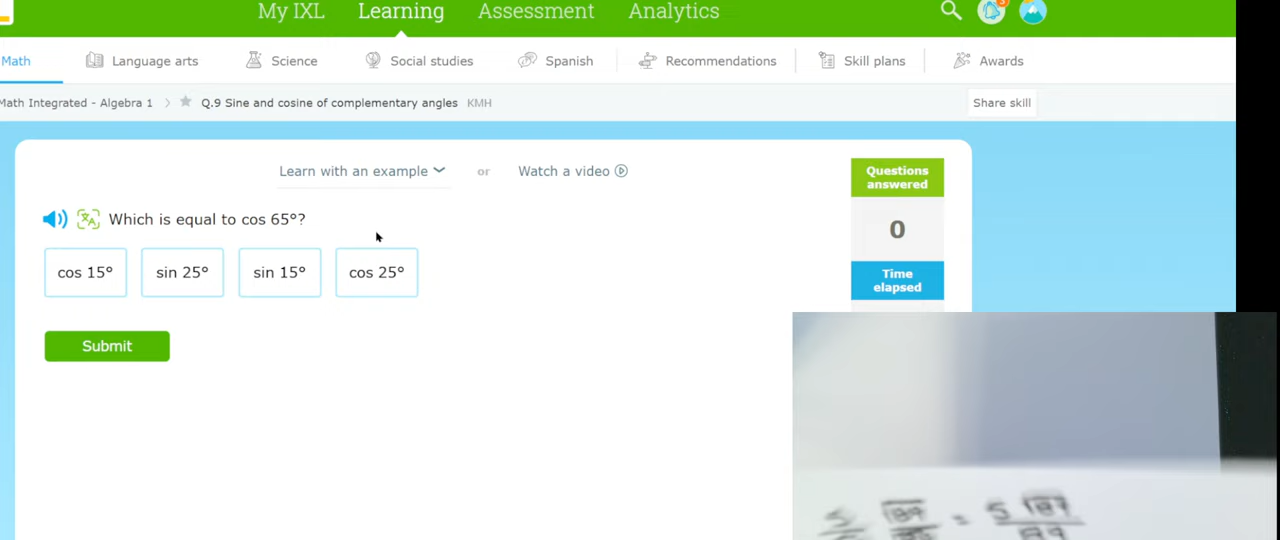 My IXL Learning Assessment Analytics
Math Language arts Science Social studies Spanish Recommendations Skill plans Awards
Math Integrated - Algebra 1 > Q.9 Sine and cosine of complementary angles KMH Share skill
Learn with an example or Watch a video
Which is equal to cos 65°?
cos 15° sin 25° sin 15° cos 25°
Submit
Questions
answered
0
Time
elapsed